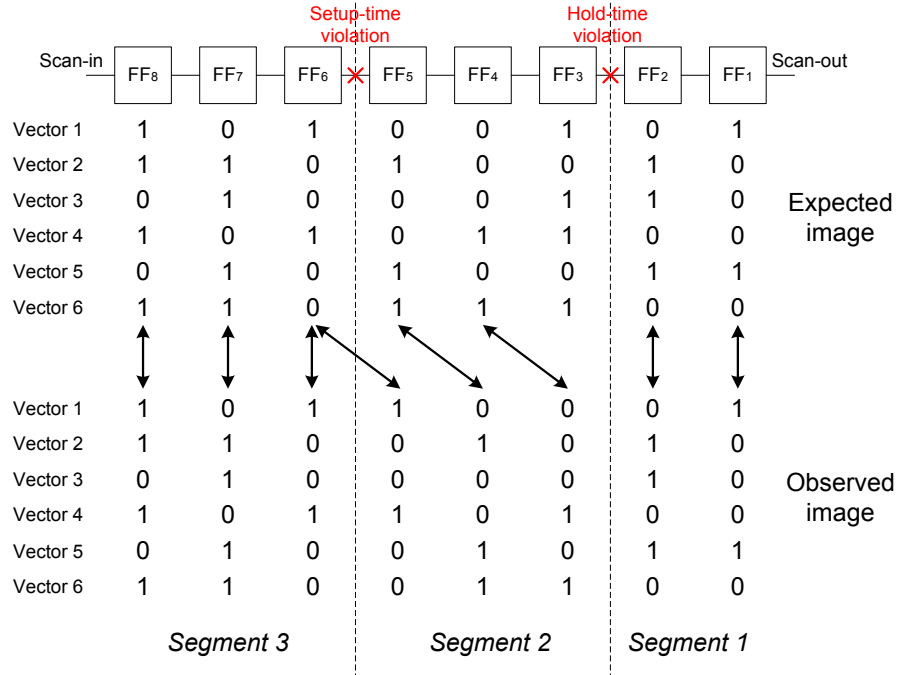 Setup-time violation
Hold-time violation
Scan-in FF8 FF7 FF6 FF5 FF4 FF3 FF2 FF1 Scan-out
Vector 1 1 0 1 0 0 1 0 1
Vector 2 1 1 0 1 0 0 1 0
Vector 3 0 1 0 0 0 1 1 0
Vector 4 1 0 1 0 1 1 0 0
Vector 5 0 1 0 1 0 0 1 1
Vector 6 1 1 0 1 1 1 0 0
Expected
image
Vector 1 1 0 1 1 0 0 0 1
Vector 2 1 1 0 0 1 0 1 0
Vector 3 0 1 0 0 0 0 1 0
Vector 4 1 0 1 1 0 1 0 0
Vector 5 0 1 0 0 1 0 1 1
Vector 6 1 1 0 0 1 1 0 0
Observed
image
Segment 3 Segment 2 Segment 1